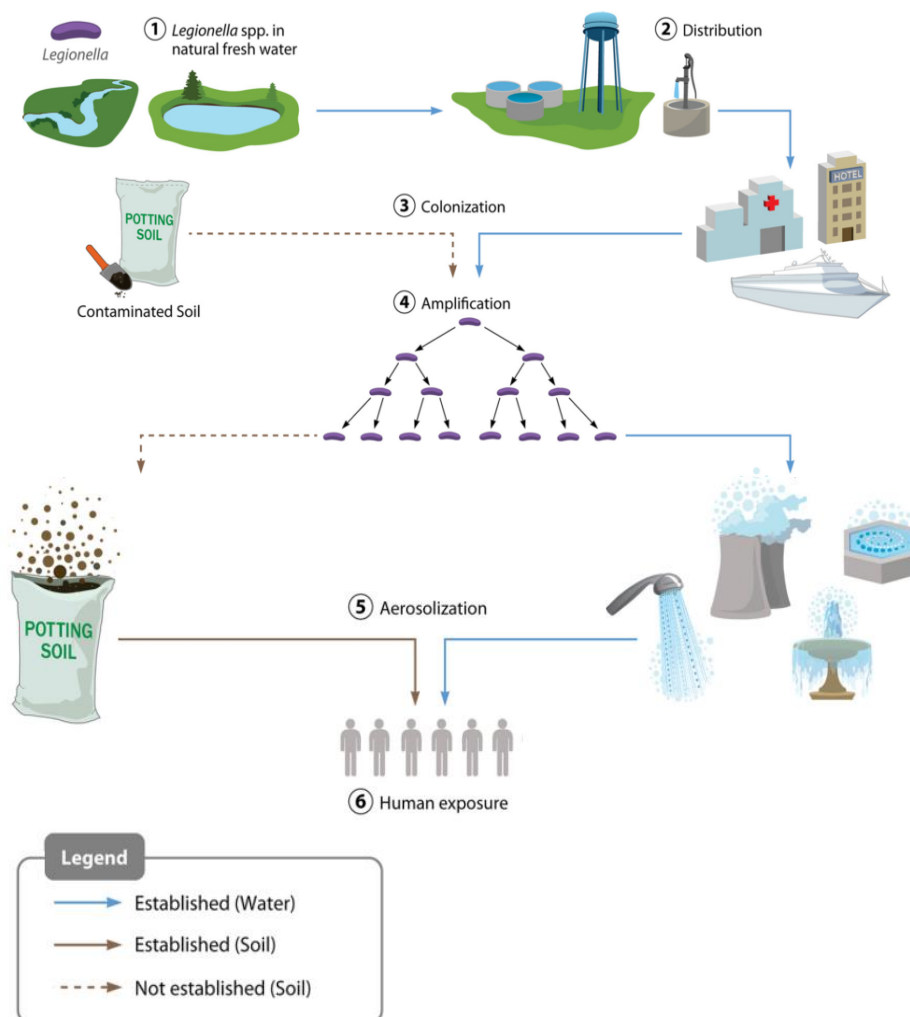 ① Legionella spp. in
natural fresh water
Legionella
② Distribution
HOTEL
③ Colonization
POTTING
SOIL
Contaminated Soil
④ Amplification
⑤ Aerosolization
POTTING
SOIL
⑥ Human exposure
Legend
Established (Water)
Established (Soil)
Not established (Soil)